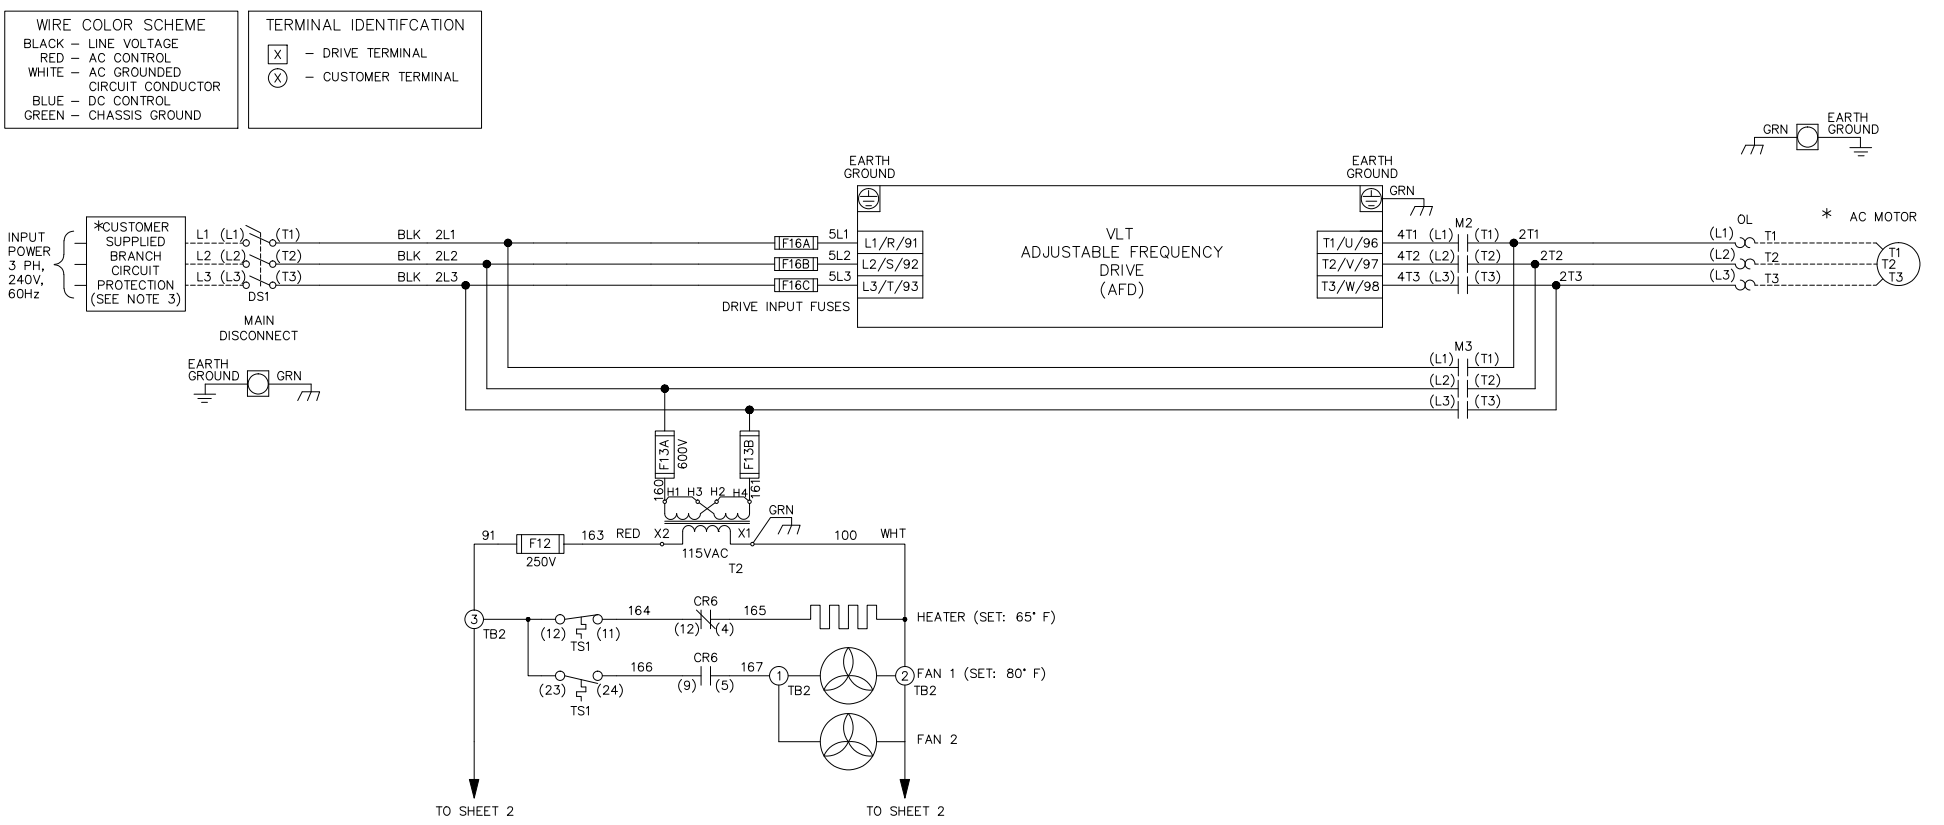 WIRE COLOR SCHEME
BLACK – LINE VOLTAGE
RED – AC CONTROL
WHITE – AC GROUNDED
CIRCUIT CONDUCTOR
BLUE – DC CONTROL
GREEN – CHASSIS GROUND
TERMINAL IDENTIFCATION
X – DRIVE TERMINAL
X – CUSTOMER TERMINAL
GRN
EARTH
GROUND
INPUT
POWER
3 PH,
240V,
60Hz
*CUSTOMER
SUPPLIED
BRANCH
CIRCUIT
PROTECTION
(SEE NOTE 3)
L1 (L1) (T1)
L2 (L2) (T2)
L3 (L3) (T3)
DS1
MAIN
DISCONNECT
BLK 2L1
BLK 2L2
BLK 2L3
F16A 5L1
F16B 5L2
F16C 5L3
DRIVE INPUT FUSES
EARTH
GROUND
L1/R/91
L2/S/92
L3/T/93
VLT
ADJUSTABLE FREQUENCY
DRIVE
(AFD)
EARTH
GROUND
GRN
T1/U/96
T2/V/97
T3/W/98
M2
4T1 (L1) (T1) 2T1
4T2 (L2) (T2) 2T2
4T3 (L3) (T3) 2T3
OL
(L1) T1
(L2) T2
(L3) T3
* AC MOTOR
T1
T2
T3
M3
(L1) (T1)
(L2) (T2)
(L3) (T3)
EARTH
GROUND
GRN
F13A
600V
F13B
160
161
H1 H3 H2 H4
GRN
91
F12
250V
163 RED X2
X1
115VAC
T2
100 WHT
3
TB2
(12) (11)
TS1
164
CR6
(12) (4)
165
HEATER (SET: 65° F)
(23) (24)
TS1
166
CR6
(9) (5)
167
1
TB2
2
TB2
FAN 1 (SET: 80° F)
FAN 2
TO SHEET 2
TO SHEET 2